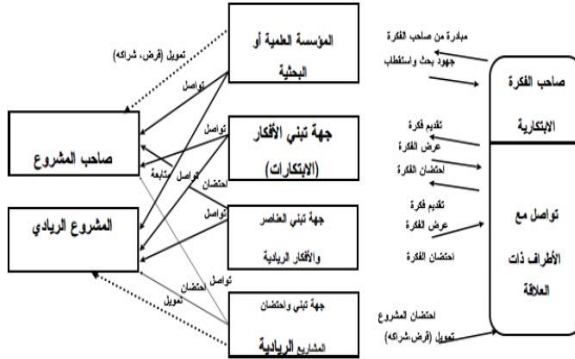 مبادرة من صاحب الفكرة
جهود بحث واستقطاب
صاحب الفكرة
الابتكارية
تقديم فكرة
عرض الفكرة
احتضان الفكرة
تقديم فكرة
عرض الفكرة
احتضان الفكرة
تواصل مع
الأطراف ذات
العلاقة
احتضان المشروع
تمويل (قرض،شراكه)
المؤسسة العلمية أو
البحثية
جهة تبني الأفكار
(الابتكارات)
جهة تبني العناصر
والأفكار الريادية
جهة تبني واحتضان
المشاريع الريادية
تمويل (قرض، شراكه)
تواصل
تواصل
متابعة
تواصل
احتضان
تواصل
تواصل
احتضان
تمويل
صاحب المشروع
المشروع الريادي